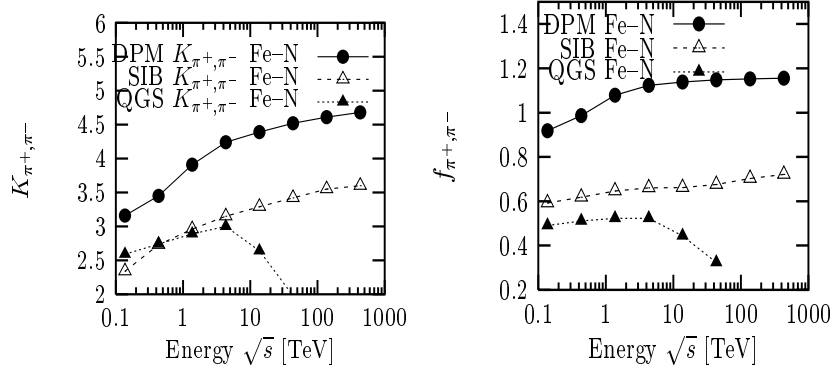 6
5.5
5
4.5
4
3.5
3
2.5
2
0.1 1 10 100 1000
Energy √s [TeV]
K_{π+,π−}
DPM K_{π+,π−} Fe–N
SIB K_{π+,π−} Fe–N
QGS K_{π+,π−} Fe–N
1.4
1.2
1
0.8
0.6
0.4
0.2
0.1 1 10 100 1000
Energy √s [TeV]
f_{π+,π−}
DPM Fe–N
SIB Fe–N
QGS Fe–N